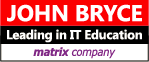 JOHN BRYCE
Leading in IT Education
matrix company